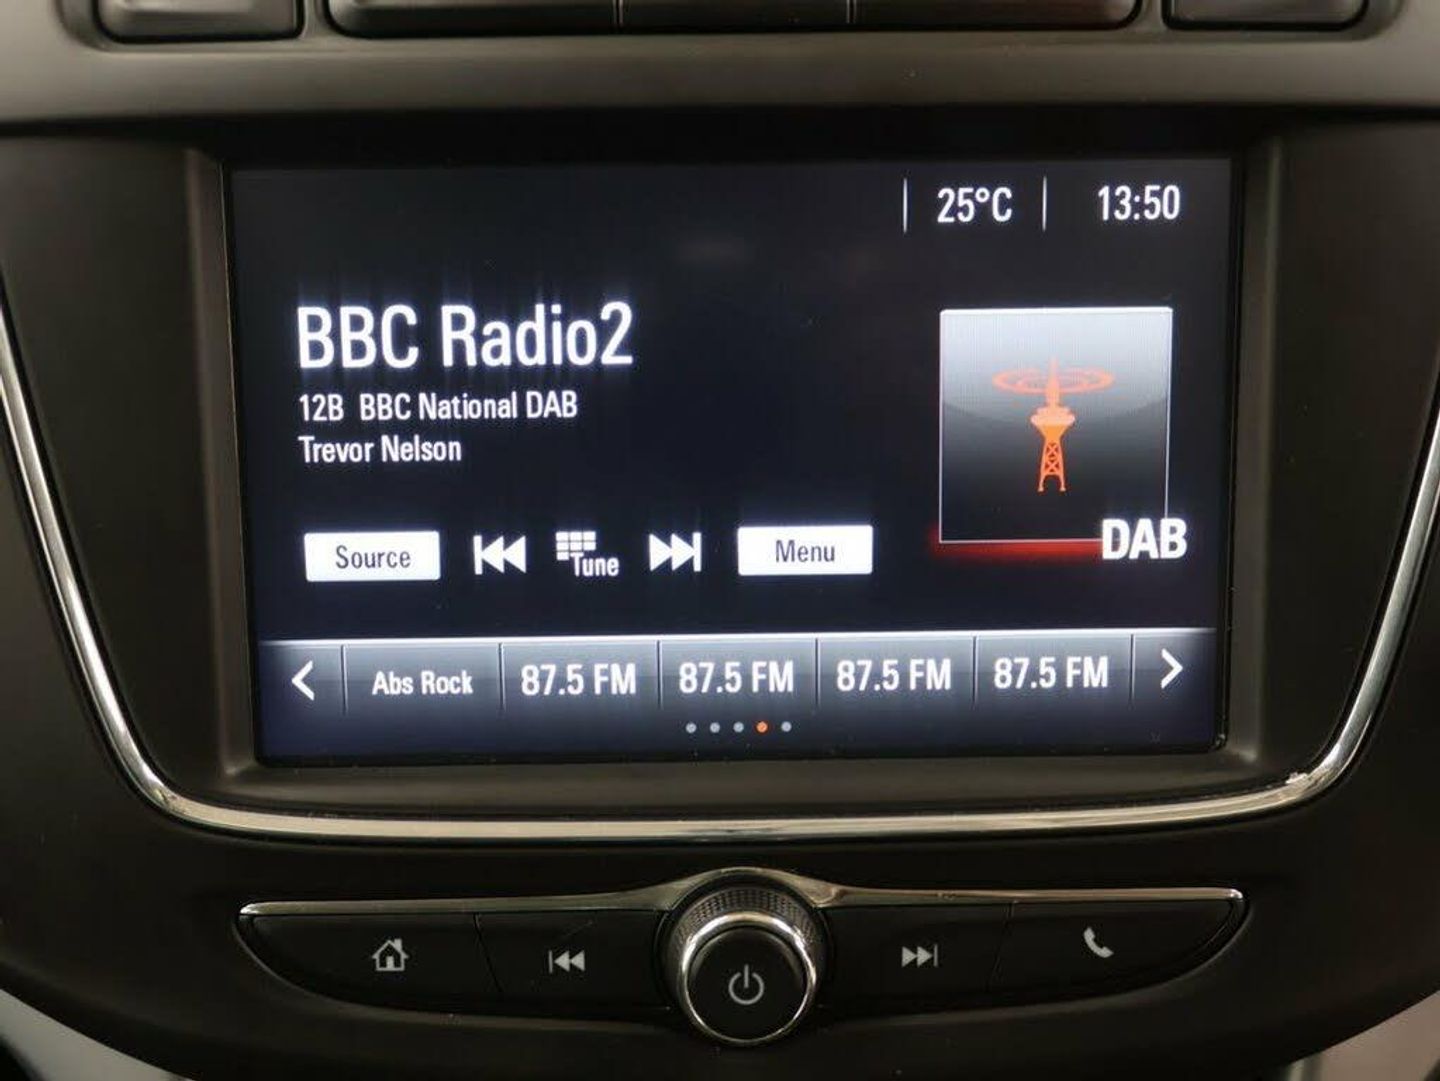 25°C 13:50
BBC Radio2
12B BBC National DAB
Trevor Nelson
DAB
Source Tune Menu
Abs Rock 87.5 FM 87.5 FM 87.5 FM 87.5 FM